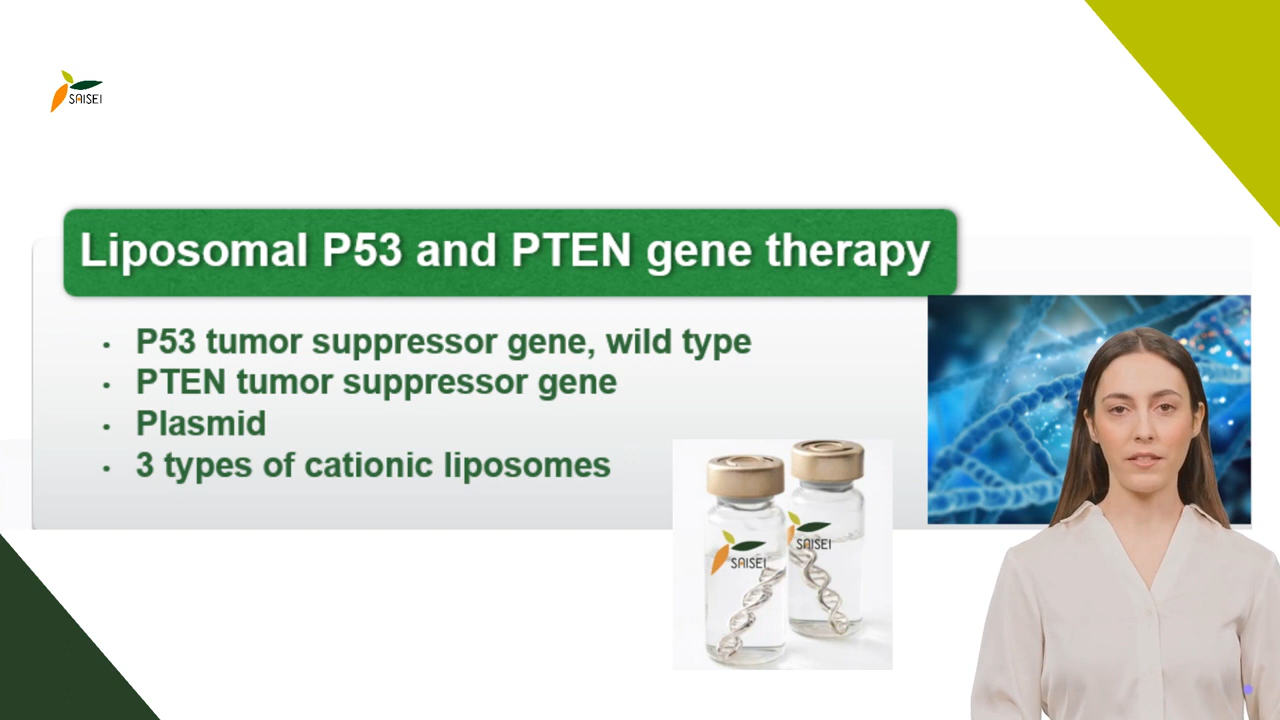 SAISEI
Liposomal P53 and PTEN gene therapy
• P53 tumor suppressor gene, wild type
• PTEN tumor suppressor gene
• Plasmid
• 3 types of cationic liposomes
SAISEI
SAISEI